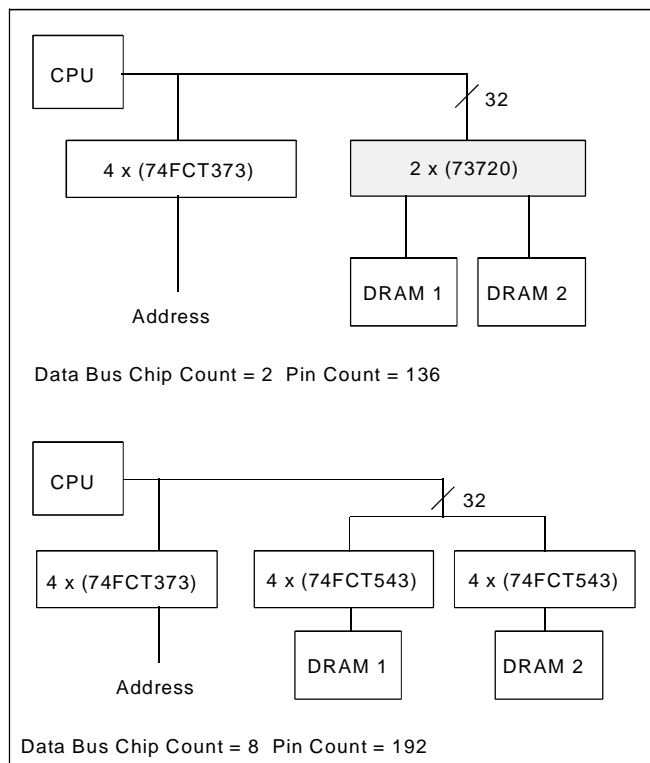 CPU
32
4 x (74FCT373)
2 x (73720)
DRAM 1
DRAM 2
Address
Data Bus Chip Count = 2  Pin Count = 136
CPU
32
4 x (74FCT373)
4 x (74FCT543)
4 x (74FCT543)
DRAM 1
DRAM 2
Address
Data Bus Chip Count = 8  Pin Count = 192